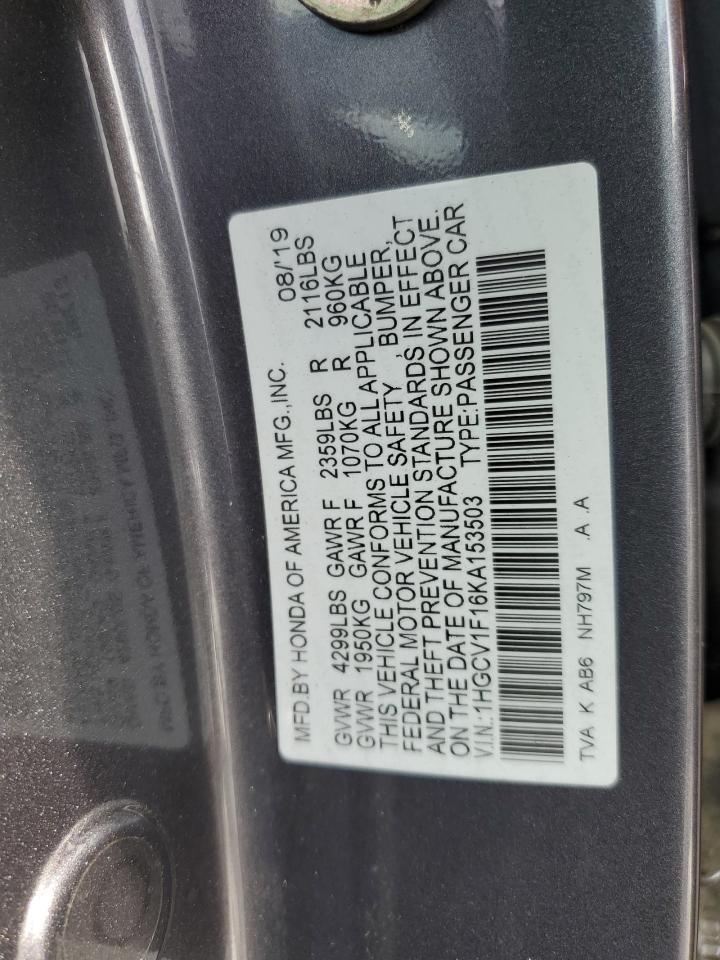 MFD.BY HONDA OF AMERICA MFG.,INC. 08/'19
GVWR 4299LBS GAWR F 2359LBS R 2116LBS
GVWR 1950KG GAWR F 1070KG R 960KG
THIS VEHICLE CONFORMS TO ALL APPLICABLE
FEDERAL MOTOR VEHICLE SAFETY , BUMPER,
AND THEFT PREVENTION STANDARDS IN EFFECT
ON THE DATE OF MANUFACTURE SHOWN ABOVE.
V.I.N.:1HGCV1F16KA153503 TYPE:PASSENGER CAR
TVA K AB6 NH797M .A .A